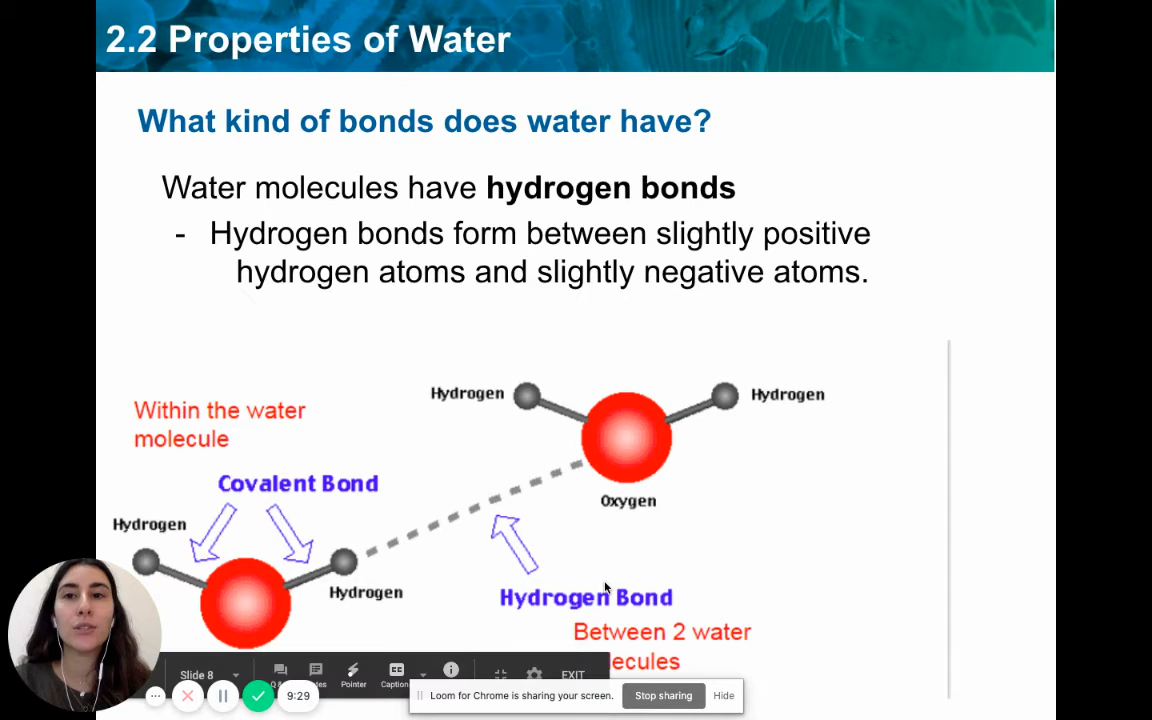 2.2 Properties of Water
What kind of bonds does water have?
Water molecules have hydrogen bonds
- Hydrogen bonds form between slightly positive
hydrogen atoms and slightly negative atoms.
Hydrogen
Hydrogen
Within the water
molecule
Covalent Bond
Oxygen
Hydrogen
Hydrogen
Hydrogen Bond
Between 2 water
ecules
Slide 8
Pointer
Caption
EXIT
9:29
Loom for Chrome is sharing your screen.
Stop sharing
Hide